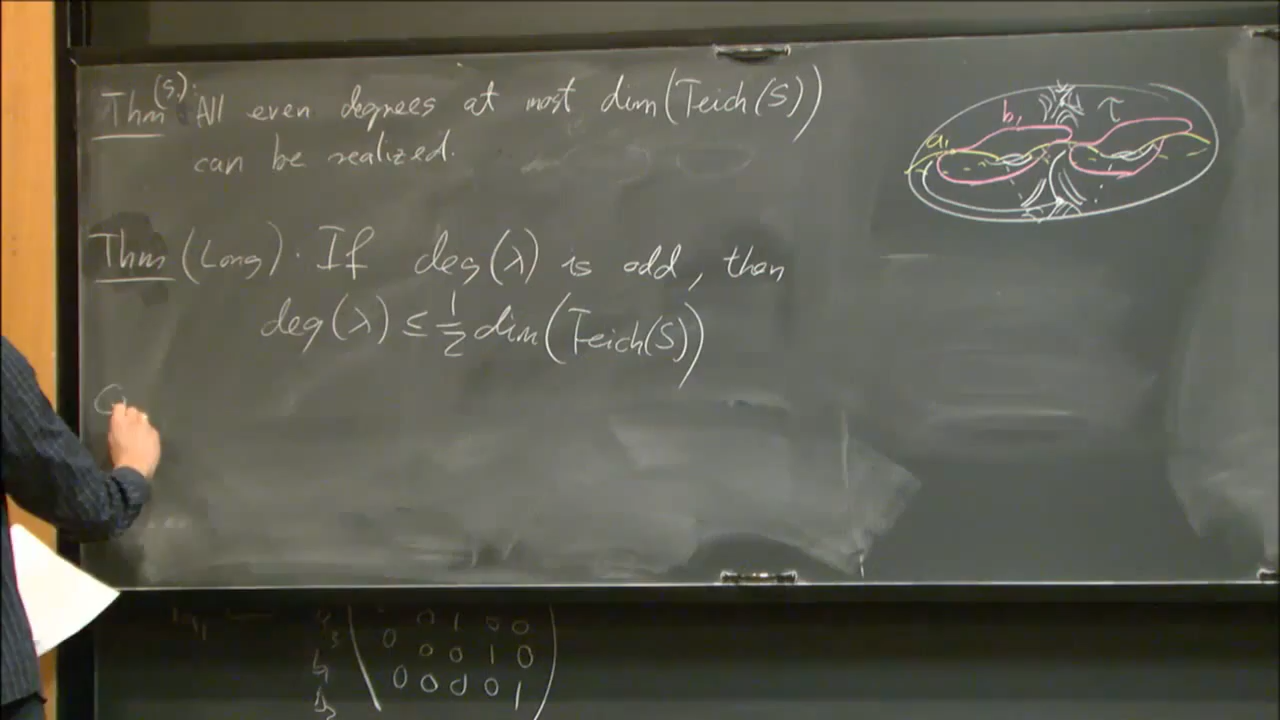 Thm (S): All even degrees at most dim(Teich(S))
can be realized.
Thm (Long). If deg(λ) is odd, then
deg(λ) ≤ 1/2 dim(Teich(S))
a₁ b₁ τ
0 1 0 0
0 0 0 1 0
0 0 0 0 1